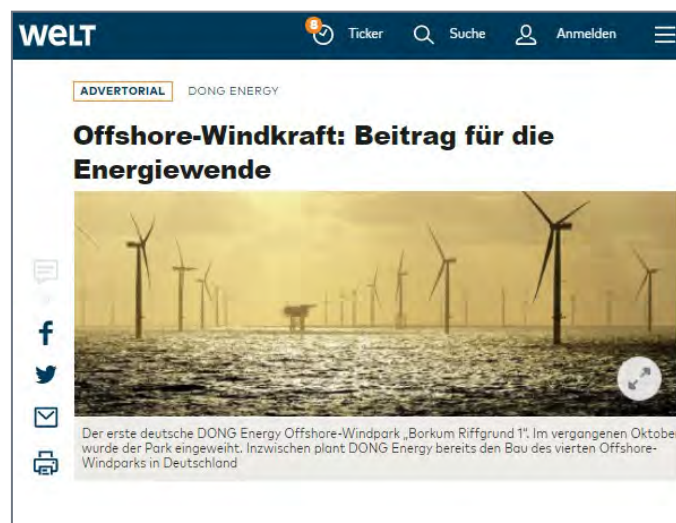 WELT
8 Ticker Suche Anmelden
ADVERTORIAL DONG ENERGY
Offshore-Windkraft: Beitrag für die
Energiewende
Der erste deutsche DONG Energy Offshore-Windpark „Borkum Riffgrund 1“. Im vergangenen Oktobe
wurde der Park eingeweiht. Inzwischen plant DONG Energy bereits den Bau des vierten Offshore-
Windparks in Deutschland